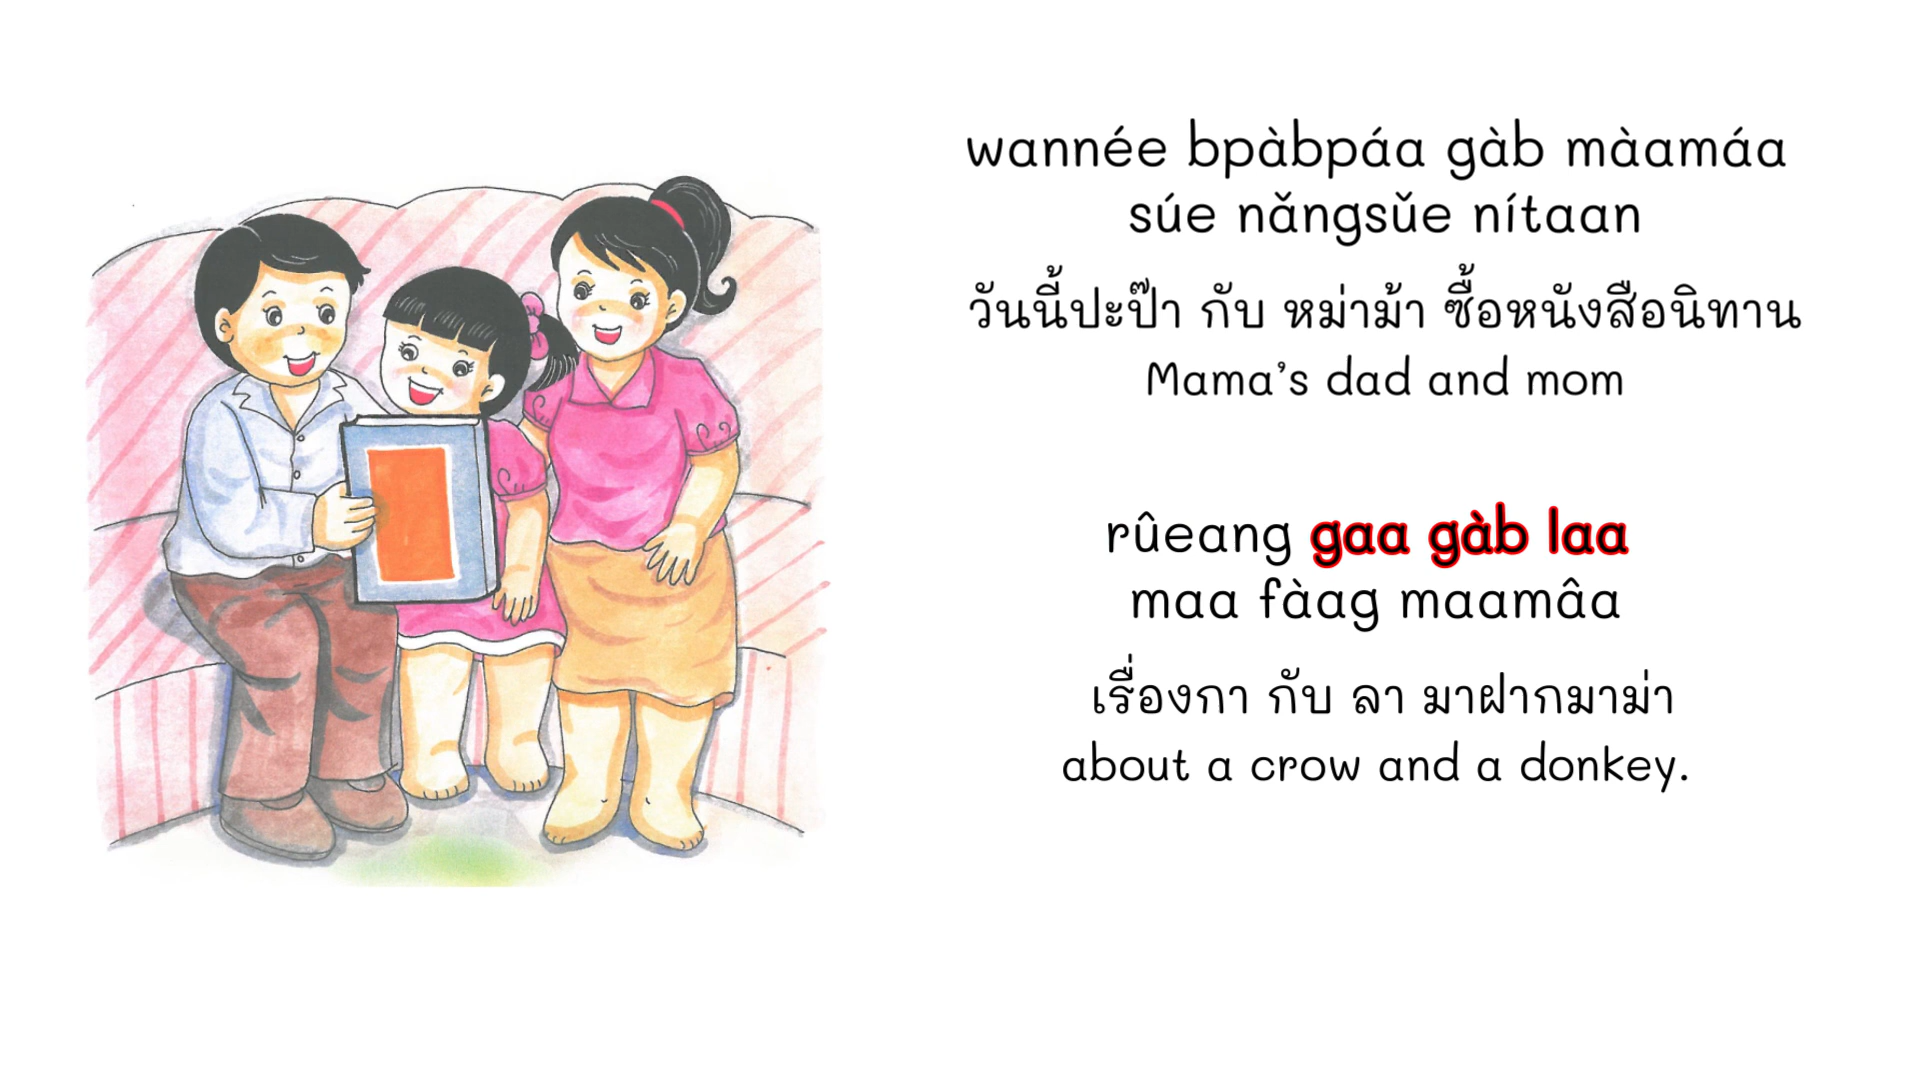 wannée bpàbpáa gàb màamáa
súe năngsŭe nítaan
วันนี้ปะป๊า กับ หม่าม้า ซื้อหนังสือนิทาน
Mama’s dad and mom
rûeang gaa gàb laa
maa fàag maamâa
เรื่องกา กับ ลา มาฝากมาม่า
about a crow and a donkey.